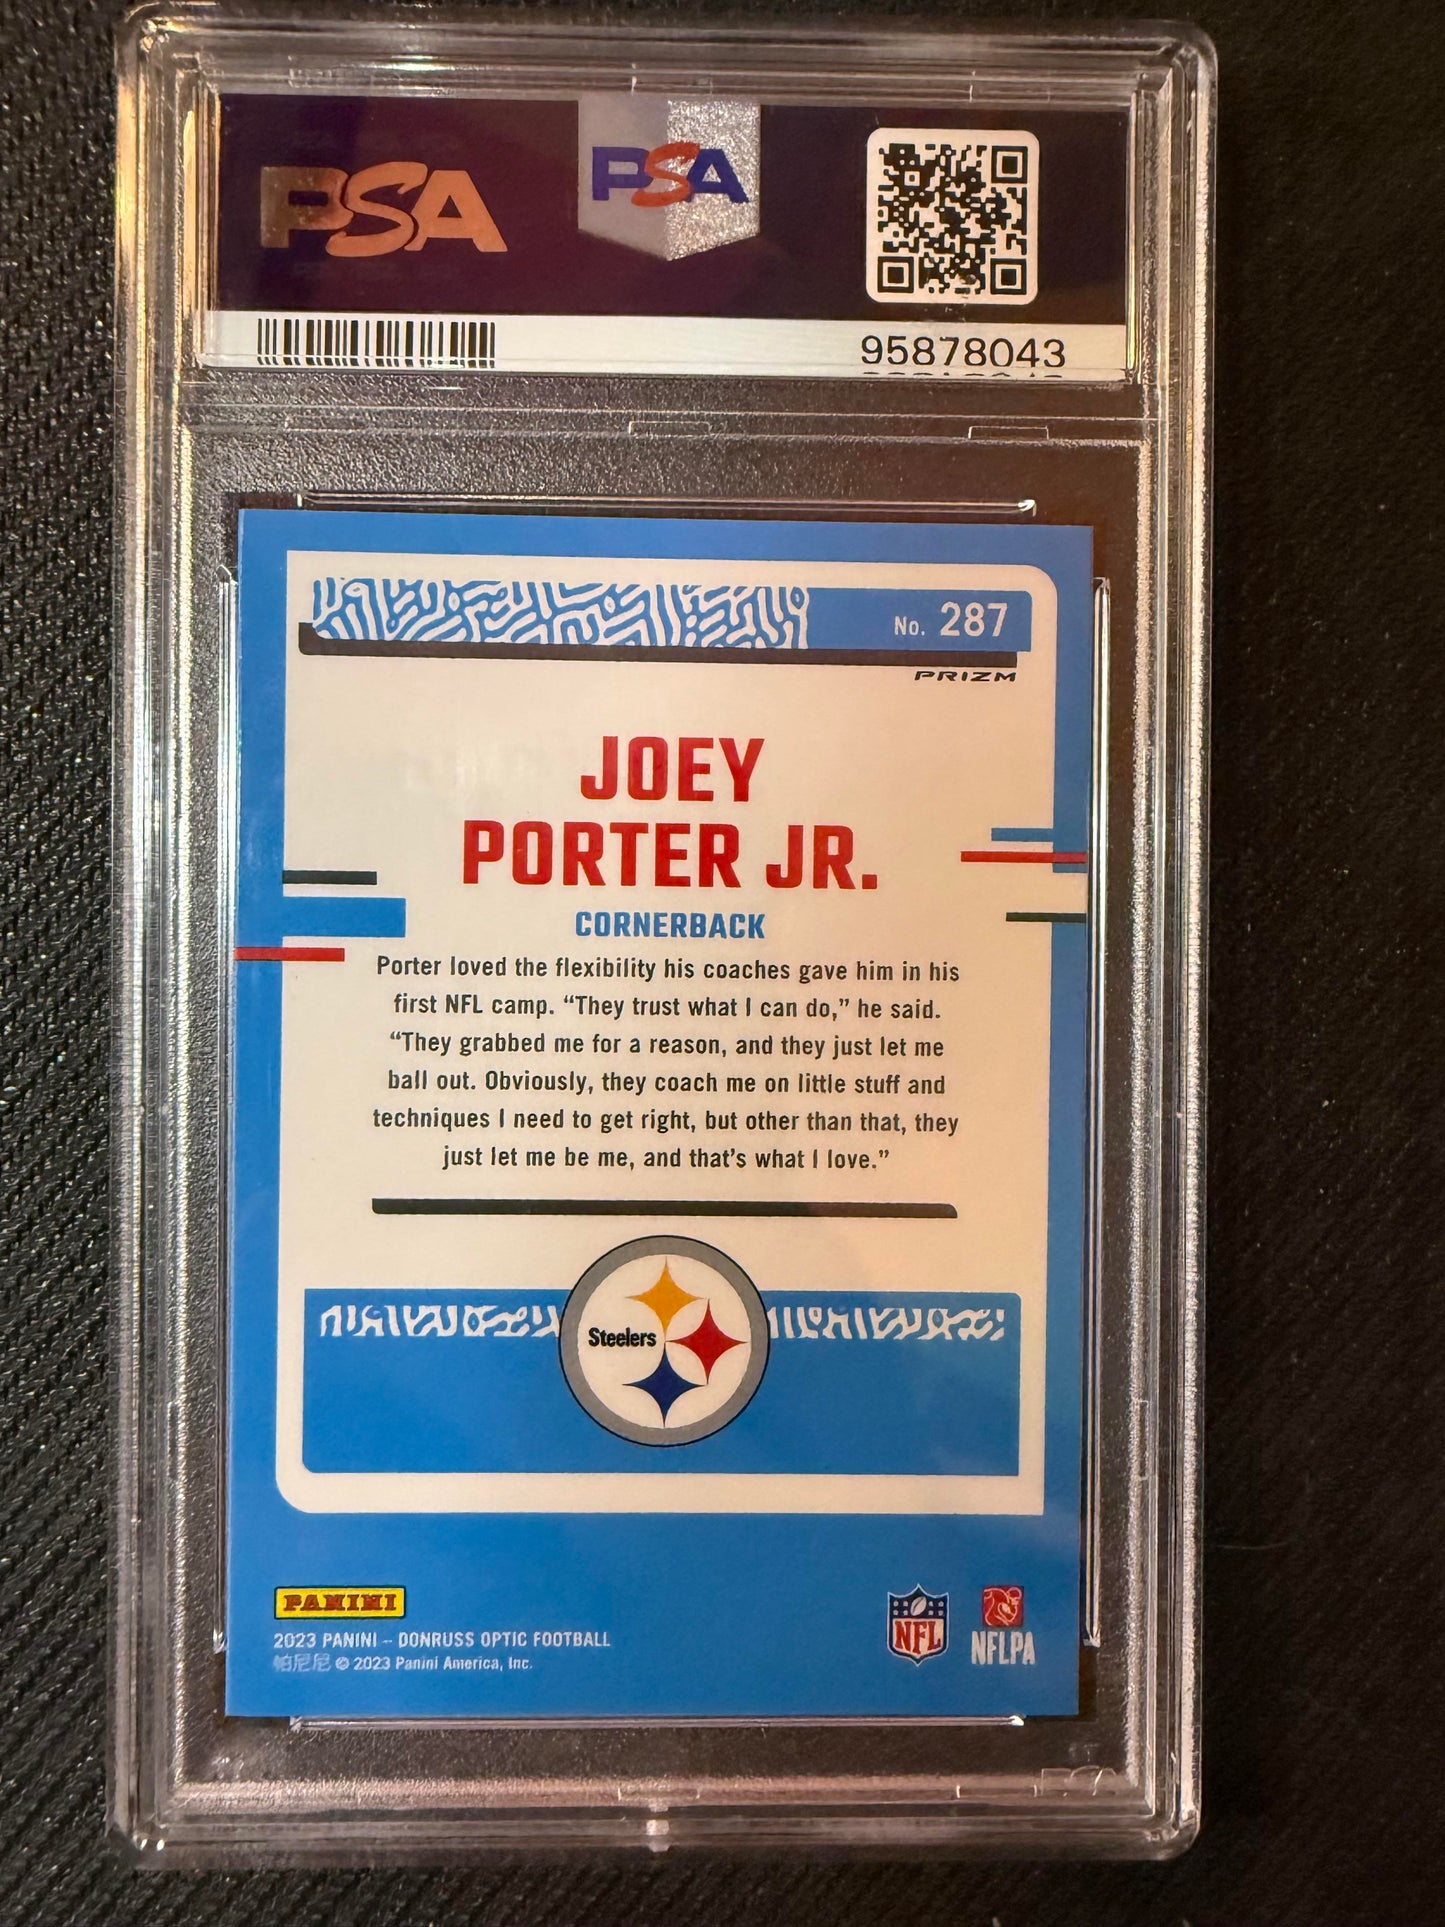 PSA
PSA
95878043
No. 287
PRIZM
JOEY
PORTER JR.
CORNERBACK
Porter loved the flexibility his coaches gave him in his
first NFL camp. “They trust what I can do,” he said.
“They grabbed me for a reason, and they just let me
ball out. Obviously, they coach me on little stuff and
techniques I need to get right, but other than that, they
just let me be me, and that's what I love.”
Steelers
PANINI
NFL
NFLPA
2023 PANINI – DONRUSS OPTIC FOOTBALL
帕尼尼 © 2023 Panini America, Inc.
PSA